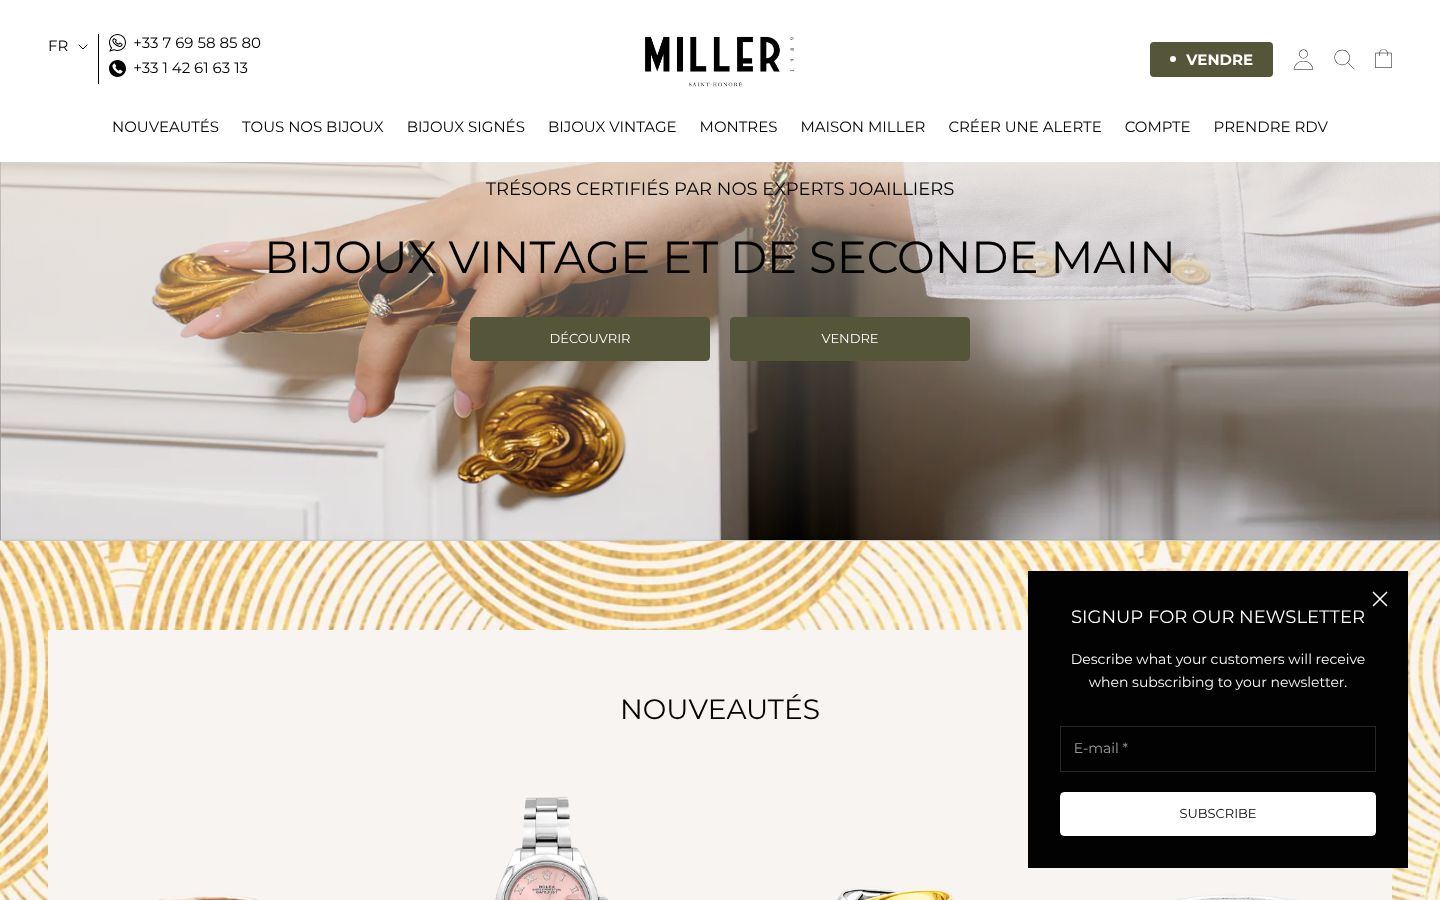 FR
+33 7 69 58 85 80
+33 1 42 61 63 13
MILLER
SAINT-HONORÉ
VENDRE
NOUVEAUTÉS TOUS NOS BIJOUX BIJOUX SIGNÉS BIJOUX VINTAGE MONTRES MAISON MILLER CRÉER UNE ALERTE COMPTE PRENDRE RDV
TRÉSORS CERTIFIÉS PAR NOS EXPERTS JOAILLIERS
BIJOUX VINTAGE ET DE SECONDE MAIN
DÉCOUVRIR VENDRE
SIGNUP FOR OUR NEWSLETTER
Describe what your customers will receive
when subscribing to your newsletter.
E-mail *
SUBSCRIBE
NOUVEAUTÉS
ROLEX